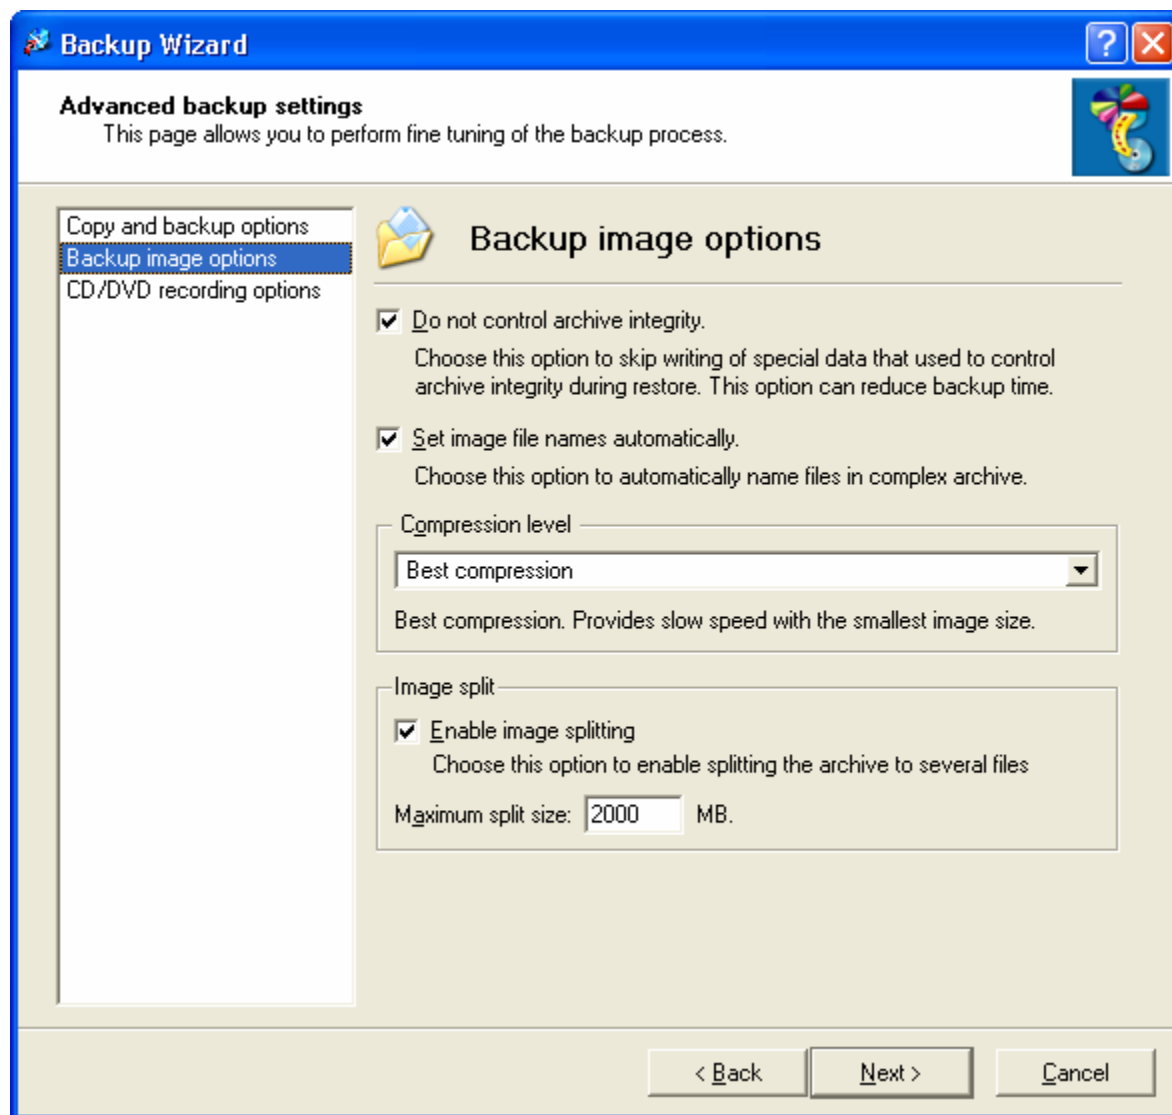 Backup Wizard
?
Advanced backup settings
This page allows you to perform fine tuning of the backup process.
Copy and backup options
Backup image options
CD/DVD recording options
Backup image options
Do not control archive integrity.
Choose this option to skip writing of special data that used to control
archive integrity during restore. This option can reduce backup time.
Set image file names automatically.
Choose this option to automatically name files in complex archive.
Compression level
Best compression
Best compression. Provides slow speed with the smallest image size.
Image split
Enable image splitting
Choose this option to enable splitting the archive to several files
Maximum split size: 2000 MB.
< Back Next > Cancel